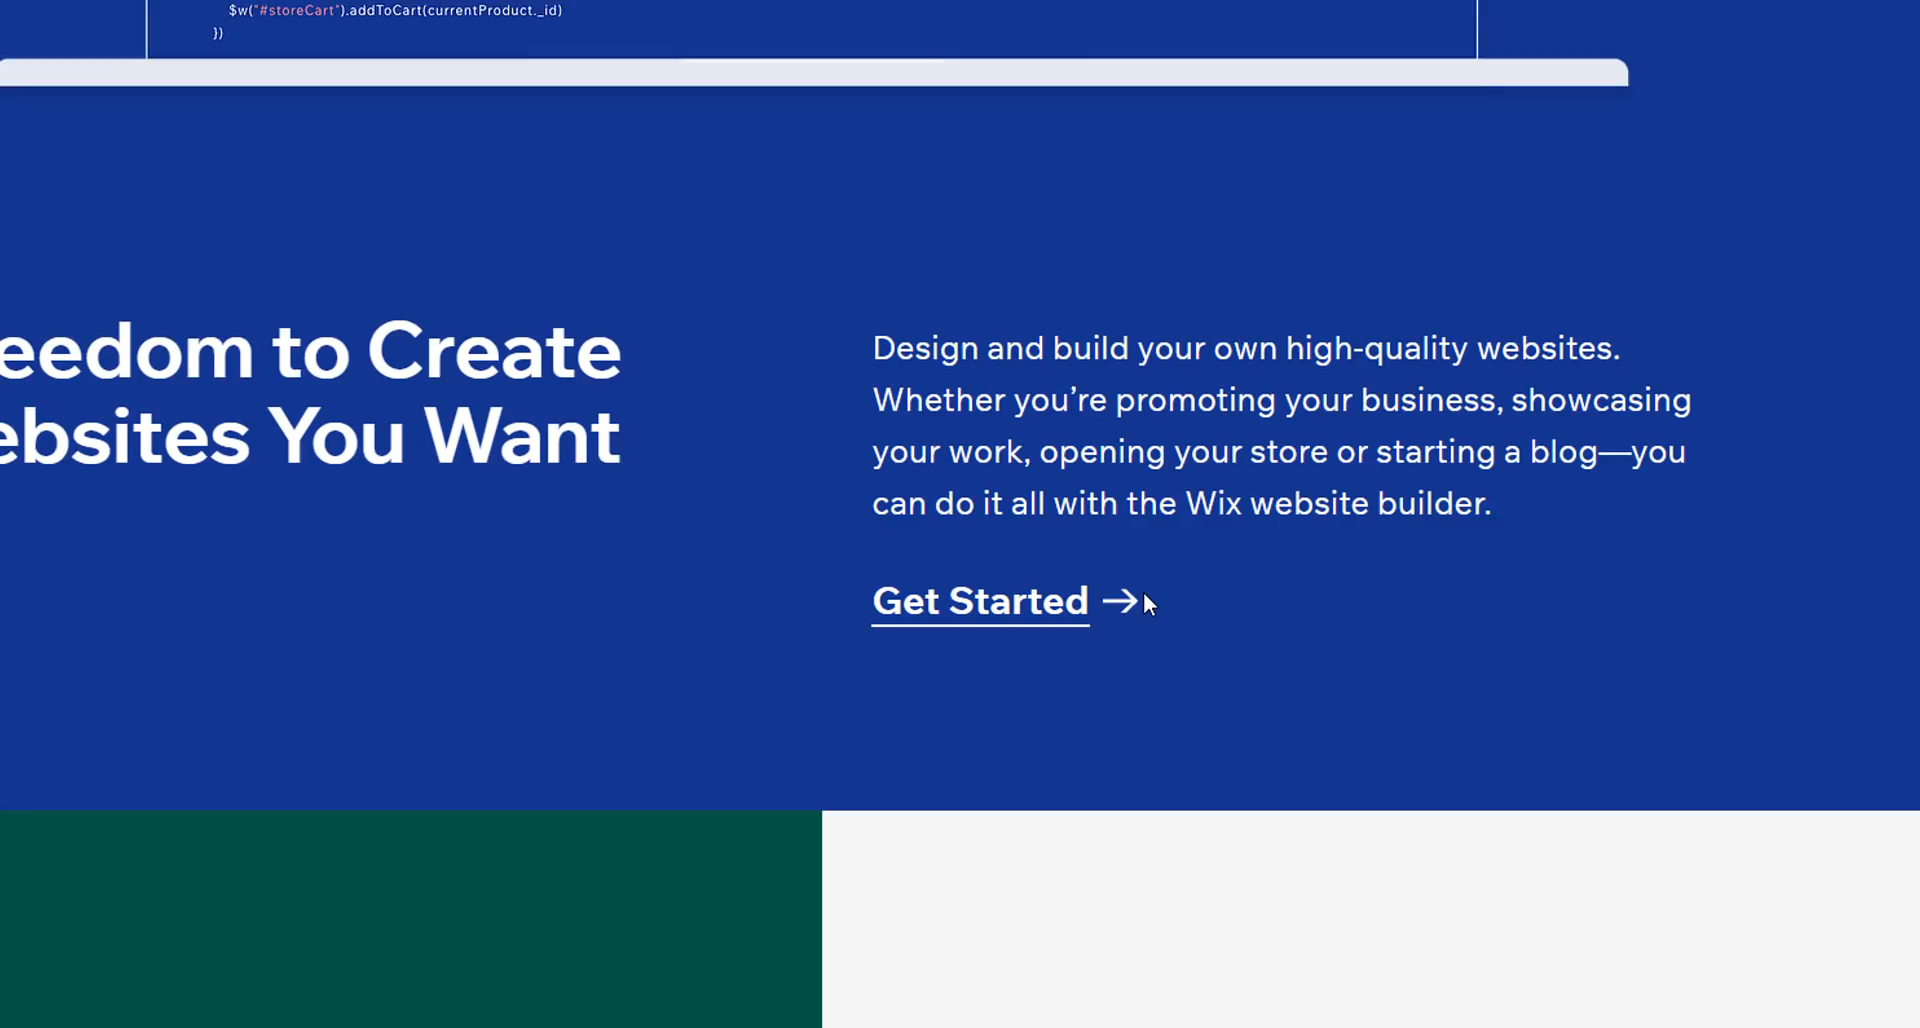 $w("#storeCart").addToCart(currentProduct._id)
})
eedom to Create
ebsites You Want
Design and build your own high-quality websites.
Whether you’re promoting your business, showcasing
your work, opening your store or starting a blog—you
can do it all with the Wix website builder.
Get Started →